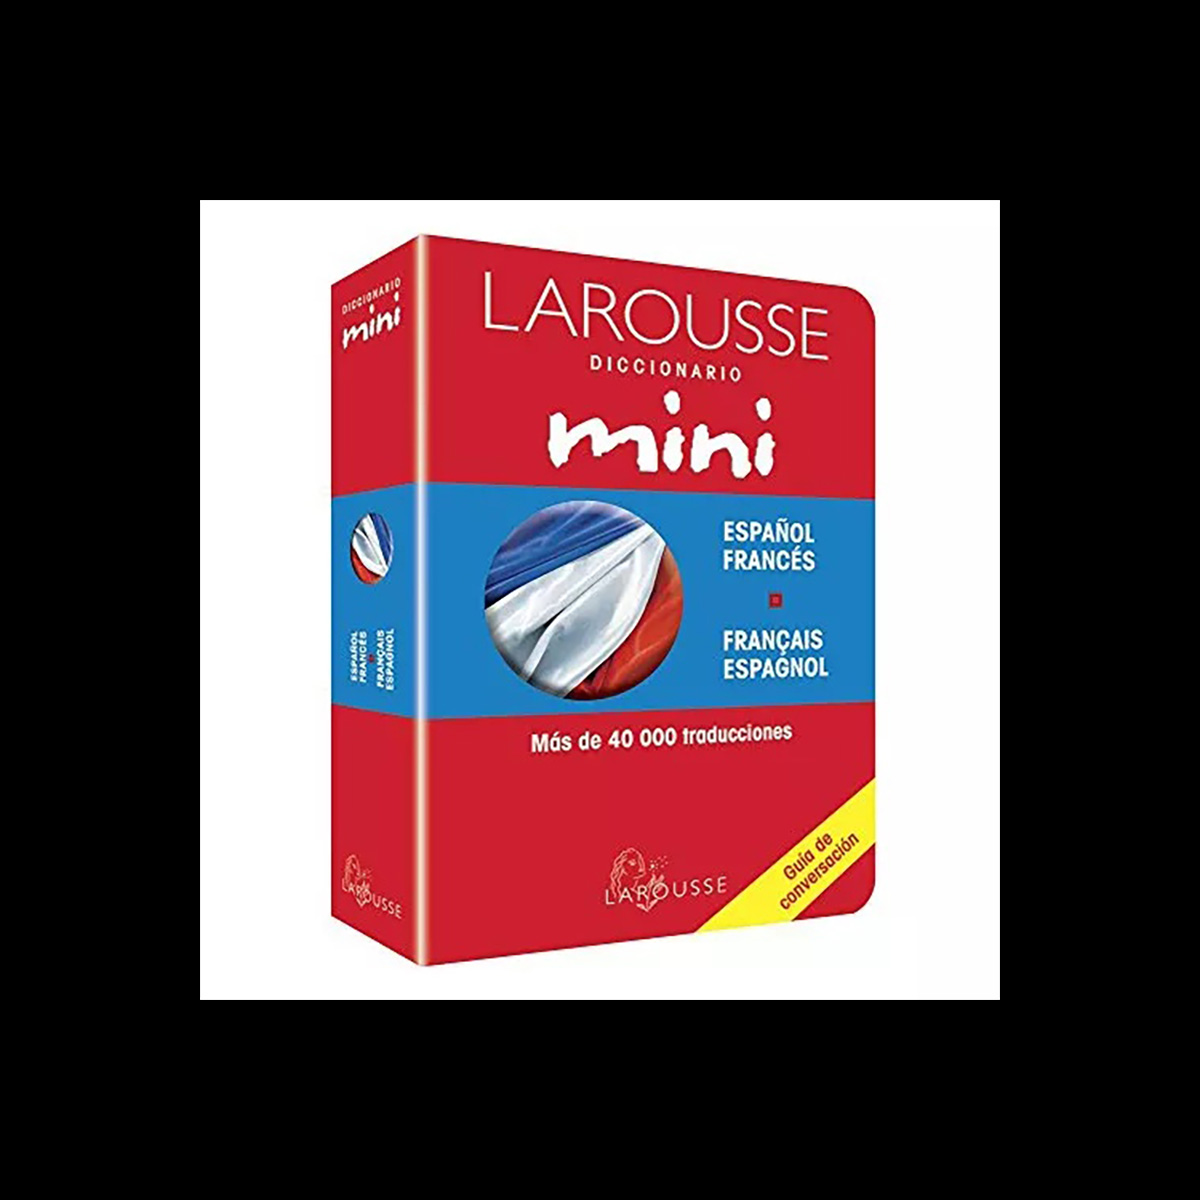 DICCIONARIO
mini
ESPAÑOL
FRANCÉS
FRANÇAIS
ESPAGNOL
LAROUSSE
LAROUSSE
DICCIONARIO
mini
ESPAÑOL
FRANCÉS
FRANÇAIS
ESPAGNOL
Más de 40 000 traducciones
Guía de
conversación
LAROUSSE